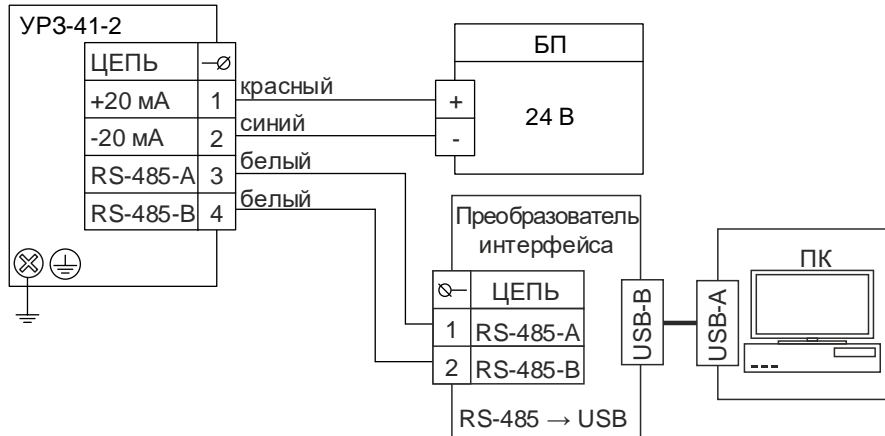 УРЗ-41-2
ЦЕПЬ
+20 мА 1 красный
-20 мА 2 синий
RS-485-A 3 белый
RS-485-B 4 белый
БП
+
24 В
-
Преобразователь
интерфейса
ЦЕПЬ
1 RS-485-A
2 RS-485-B
RS-485 → USB
USB-B
USB-A
ПК